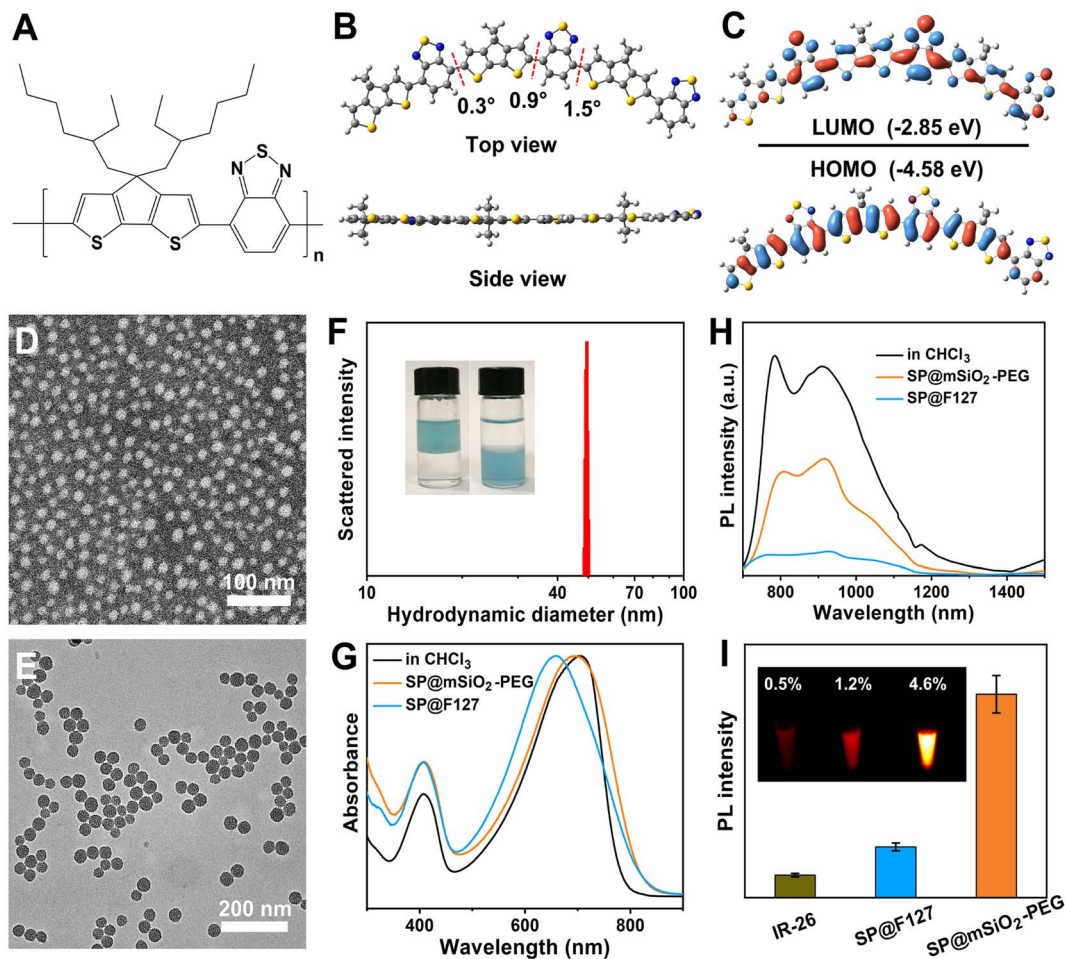 A
S
N
N
S
S
n
B
0.3°
0.9°
1.5°
Top view
Side view
C
LUMO (-2.85 eV)
HOMO (-4.58 eV)
D
100 nm
E
200 nm
F
Scattered intensity
10
40
70
100
Hydrodynamic diameter (nm)
G
in CHCl₃
SP@mSiO₂-PEG
SP@F127
Absorbance
400
600
800
Wavelength (nm)
H
in CHCl₃
SP@mSiO₂-PEG
SP@F127
PL intensity (a.u.)
800
1000
1200
1400
Wavelength (nm)
I
0.5%
1.2%
4.6%
PL intensity
IR-26
SP@F127
SP@mSiO₂-PEG